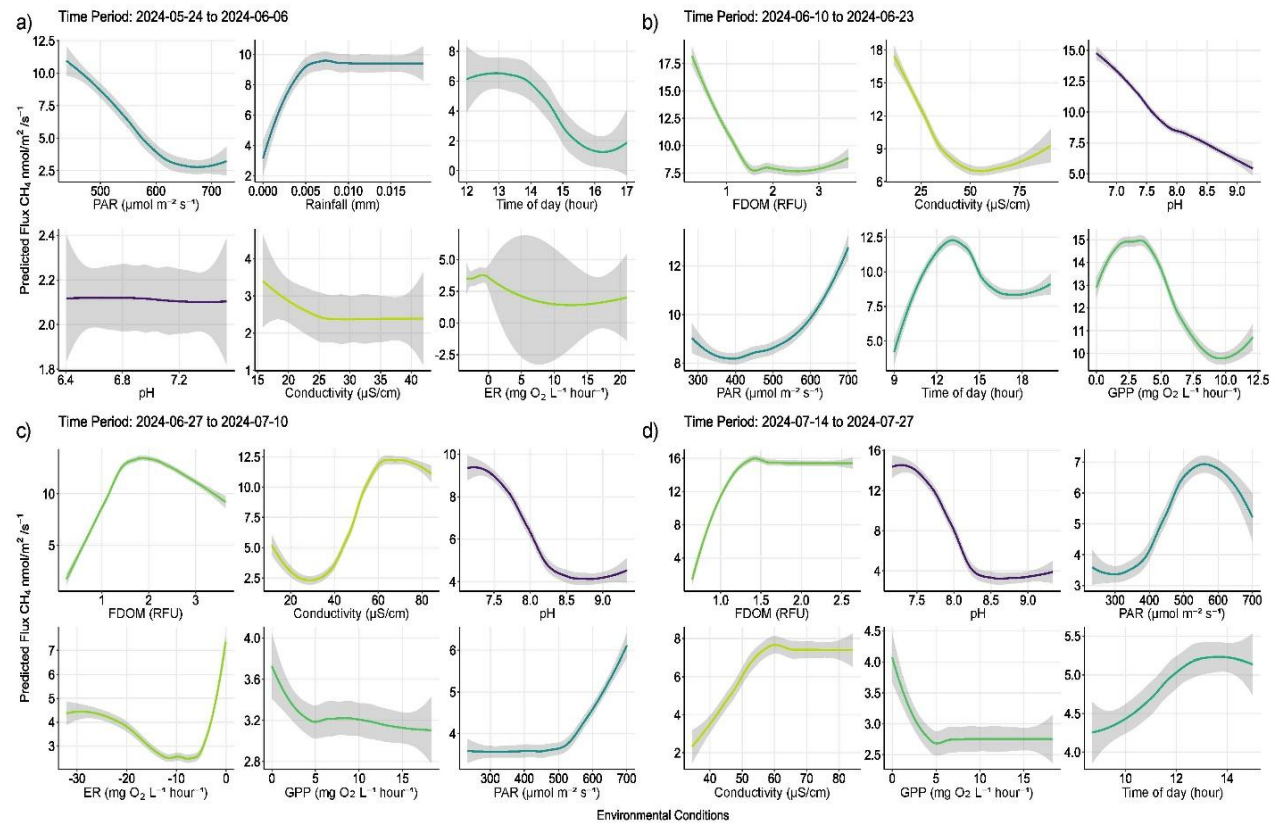 a) Time Period: 2024-05-24 to 2024-06-06
Predicted Flux CH₄ nmol/m² /s⁻¹
12.5
10.0
7.5
5.0
2.5
500 600 700
PAR (µmol m⁻² s⁻¹)
10
8
6
4
2
0.000 0.005 0.010 0.015
Rainfall (mm)
8
6
4
2
0
12 13 14 15 16 17
Time of day (hour)
2.4
2.2
2.1
2.0
1.8
6.4 6.8 7.2
pH
4
3
2
1
15 20 25 30 35 40
Conductivity (µS/cm)
5.0
2.5
0.0
-2.5
0 5 10 15 20
ER (mg O₂ L⁻¹ hour⁻¹)
b) Time Period: 2024-06-10 to 2024-06-23
17.5
15.0
12.5
10.0
7.5
1 2 3
FDOM (RFU)
18
15
12
9
6
25 50 75
Conductivity (µS/cm)
15.0
12.5
10.0
7.5
5.0
7.0 7.5 8.0 8.5 9.0
pH
12
10
8
300 400 500 600 700
PAR (µmol m⁻² s⁻¹)
12.5
10.0
7.5
5.0
9 12 15 18
Time of day (hour)
15
14
13
11
10
0.0 2.5 5.0 7.5 10.0 12.5
GPP (mg O₂ L⁻¹ hour⁻¹)
c) Time Period: 2024-06-27 to 2024-07-10
Predicted Flux CH₄ nmol/m² /s⁻¹
10
5
1 2 3
FDOM (RFU)
12.5
10.0
7.5
5.0
2.5
20 40 60 80
Conductivity (µS/cm)
10
8
6
4
7.5 8.0 8.5 9.0
pH
7
6
4
3
-30 -20 -10 0
ER (mg O₂ L⁻¹ hour⁻¹)
4.0
3.6
3.2
2.8
0 5 10 15
GPP (mg O₂ L⁻¹ hour⁻¹)
6
5
4
300 400 500 600 700
PAR (µmol m⁻² s⁻¹)
d) Time Period: 2024-07-14 to 2024-07-27
16
12
8
4
1.0 1.5 2.0 2.5
FDOM (RFU)
16
12
8
4
7.5 8.0 8.5 9.0
pH
7
6
5
4
3
300 400 500 600 700
PAR (µmol m⁻² s⁻¹)
8
6
4
2
40 50 60 70 80
Conductivity (µS/cm)
4.5
4.0
3.5
3.0
2.5
0 5 10 15
GPP (mg O₂ L⁻¹ hour⁻¹)
5.5
5.0
4.5
4.0
10 12 14
Time of day (hour)
Environmental Conditions